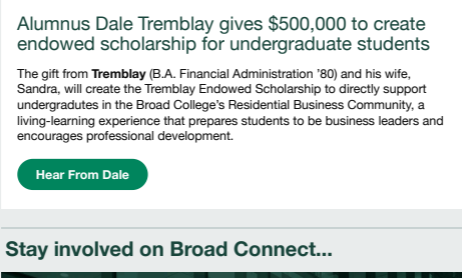 Alumnus Dale Tremblay gives $500,000 to create
endowed scholarship for undergraduate students
The gift from Tremblay (B.A. Financial Administration ’80) and his wife,
Sandra, will create the Tremblay Endowed Scholarship to directly support
undergradutes in the Broad College’s Residential Business Community, a
living-learning experience that prepares students to be business leaders and
encourages professional development.
Hear From Dale
Stay involved on Broad Connect...